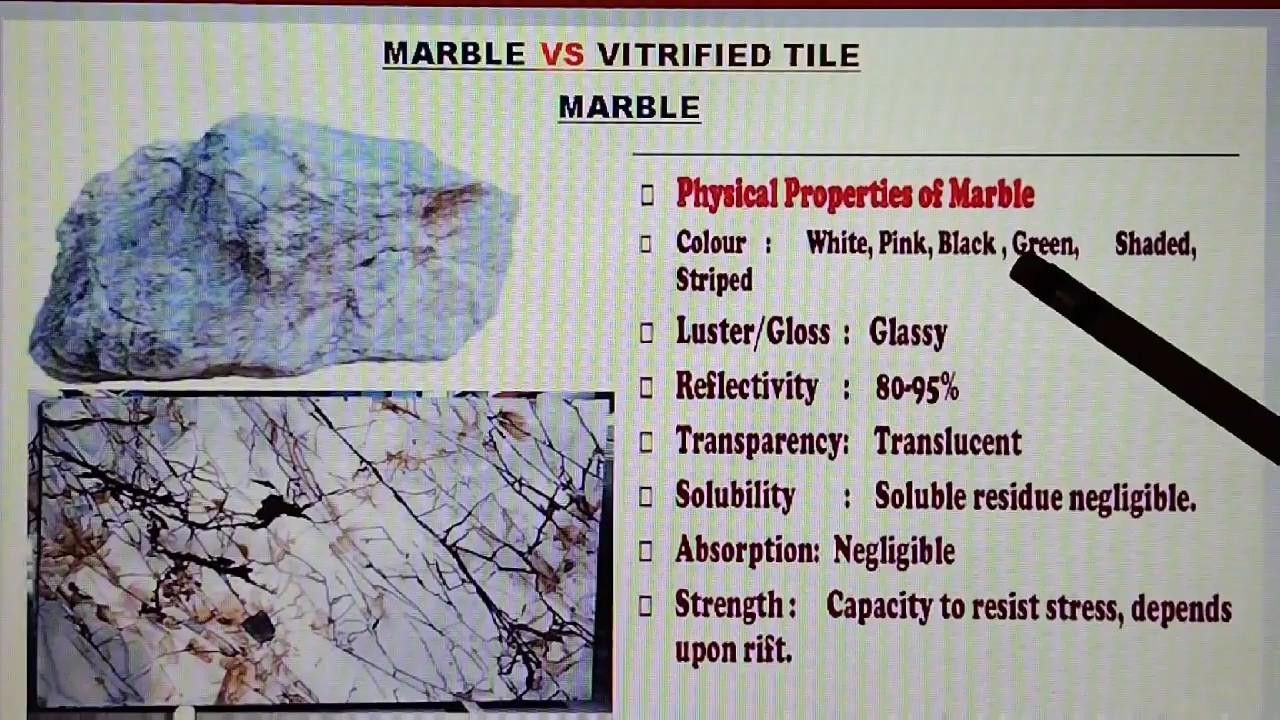 MARBLE VS VITRIFIED TILE
MARBLE
Physical Properties of Marble
Colour : White, Pink, Black , Green, Shaded,
Striped
Luster/Gloss : Glassy
Reflectivity : 80-95%
Transparency: Translucent
Solubility : Soluble residue negligible.
Absorption: Negligible
Strength: Capacity to resist stress, depends
upon rift.